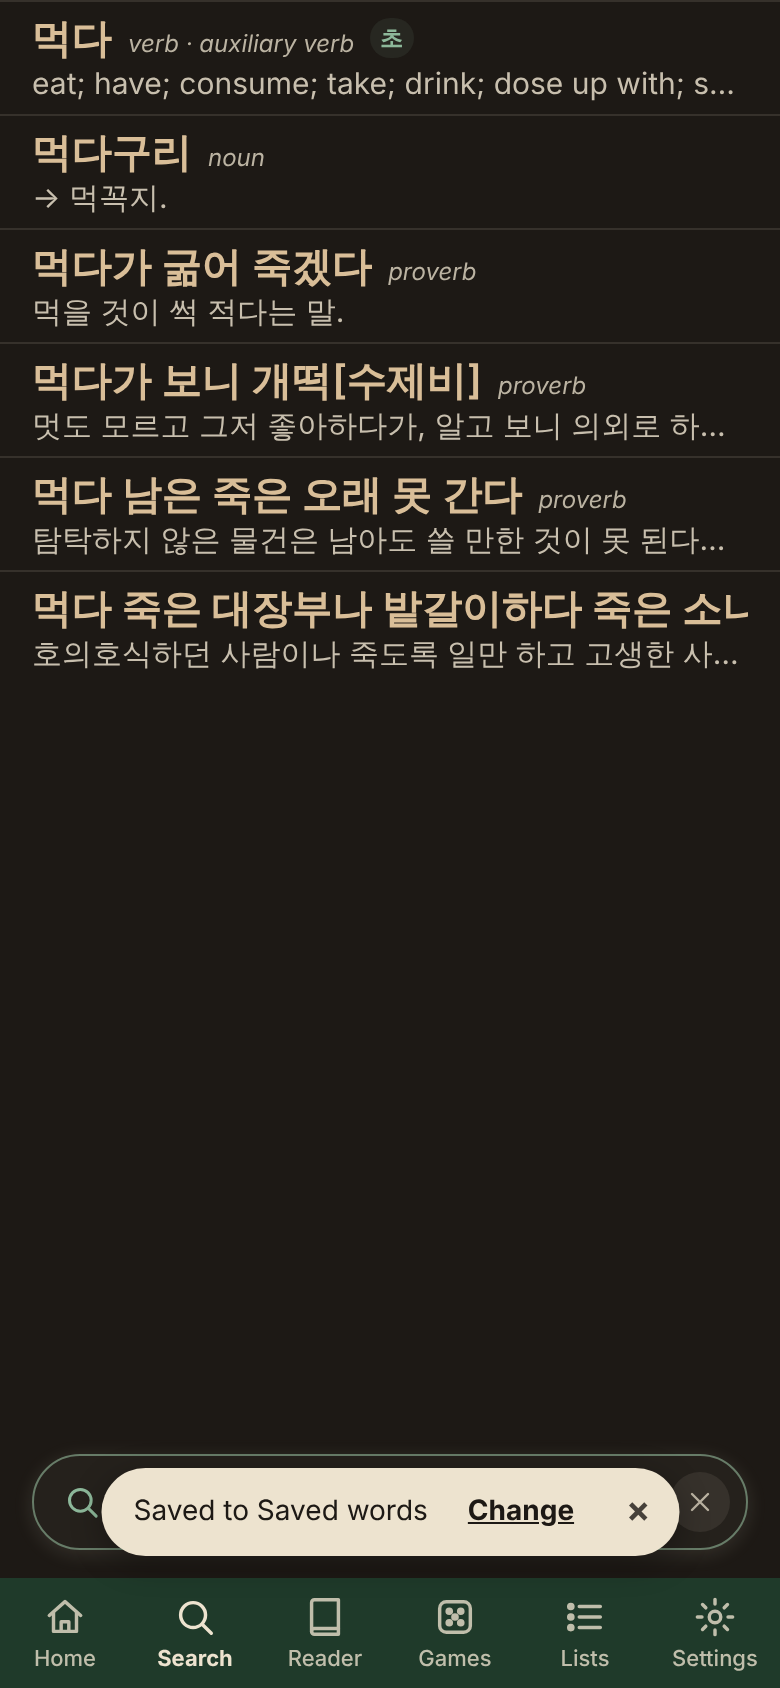 먹다 verb · auxiliary verb 초
eat; have; consume; take; drink; dose up with; s...
먹다구리 noun
→ 먹꼭지.
먹다가 굶어 죽겠다 proverb
먹을 것이 썩 적다는 말.
먹다가 보니 개떡[수제비] proverb
멋도 모르고 그저 좋아하다가, 알고 보니 의외로 하...
먹다 남은 죽은 오래 못 간다 proverb
탐탁하지 않은 물건은 남아도 쓸 만한 것이 못 된다...
먹다 죽은 대장부나 밭갈이하다 죽은 소나
호의호식하던 사람이나 죽도록 일만 하고 고생한 사...
Saved to Saved words Change ×
Home Search Reader Games Lists Settings